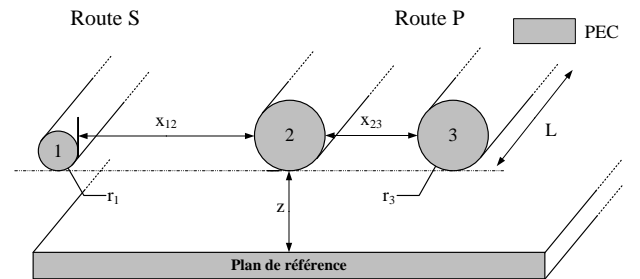 Route S
Route P
PEC
x12
x23
1
2
3
L
r1
z
r3
Plan de référence